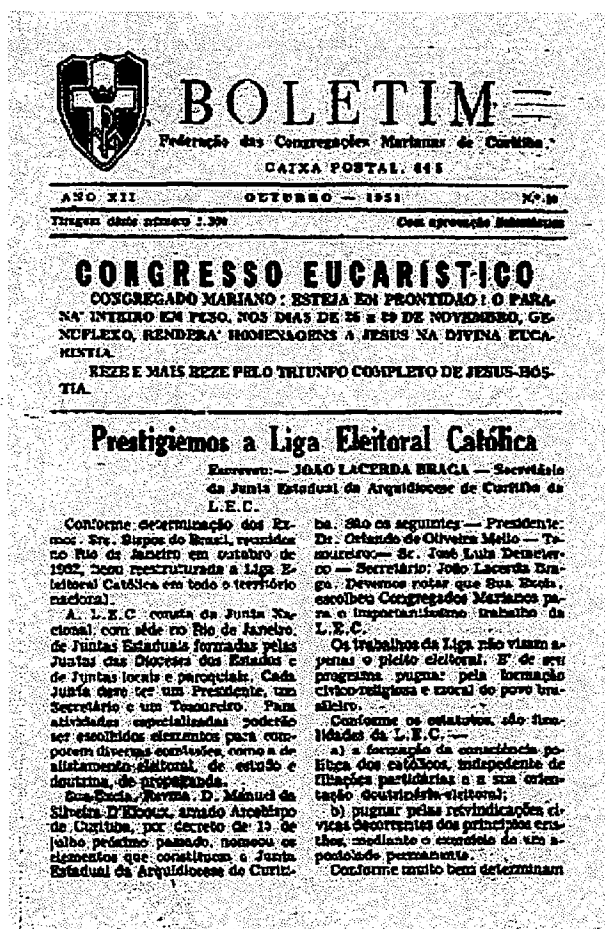 BOLETIM
Federação das Congregações Marianas de Curitiba
CAIXA POSTAL, 445
ANO XII OUTUBRO — 1953 N.º 10
Tiragem deste número
Com aprovação Eclesiástica
CONGRESSO EUCARÍSTICO
CONGREGADO MARIANO: ESTEJA EM PRONTIDÃO! O PARA-
NA' INTEIRO EM PESO, NOS DIAS DE 26 a 29 DE NOVEMBRO, GE-
NUFLEXO, RENDERA' HOMENAGENS A JESUS NA DIVINA EUCA-
RISTIA.
REZE E MAIS REZE PELO TRIUNFO COMPLETO DE JESUS-HÓS-
TIA.
Prestigiemos a Liga Eleitoral Católica
Escreveu:— JOÃO LACERDA BRAGA — Secretário
da Junta Estadual da Arquidiocese de Curitiba da
L.E.C.
Conforme determinação dos Ex-
mos. Srs. Bispos do Brasil, reunidos
no Rio de Janeiro em outubro de
1952, ficou reestruturada a Liga E-
leitoral Católica em todo o território
nacional.
A. L.E.C. consta da Junta Na-
cional, com séde no Rio de Janeiro,
de Juntas Estaduais formadas pelas
Juntas das Dioceses dos Estados e
de Juntas locais e paroquiais. Cada
Junta deve ter um Presidente, um
Secretário e um Tesoureiro. Para
atividades especializadas poderão
ser escolhidos elementos para com-
porem diversas comissões, como a de
alistamento eleitoral, de estudo e
doutrina, de propaganda.
Sua Excia. Revma. D. Manuel da
Silveira D'Elboux, amado Arcebispo
de Curitiba, por decreto de 15 de
julho próximo passado, nomeou os
elementos que constituem a Junta
Estadual da Arquidiocese de Curiti-
ba. São os seguintes — Presidente:
Dr. Orlando de Oliveira Mello — Te-
soureiro:— Sr. José Luiz
— Secretário: João Lacerda Bra-
ga. Devemos notar que Sua Excia.
escolheu Congregados Marianos pa-
ra o importantíssimo trabalho da
L.E.C.
Os trabalhos da Liga não visam a-
penas o pleito eleitoral. E' de seu
programa pugnar pela formação
cívico-religiosa e moral do povo bra-
sileiro.
Conforme os estatutos, são fina-
lidades da L.E.C. —
a) a formação da consciência po-
lítica dos católicos, independente de
filiações partidárias e a sua orien-
tação doutrinária-eleitoral;
b) pugnar pelas reivindicações cí-
vicas decorrentes dos princípios cris-
tãos, mediante o exercício de um a-
postolado permanente.
Conforme muito bem determinam